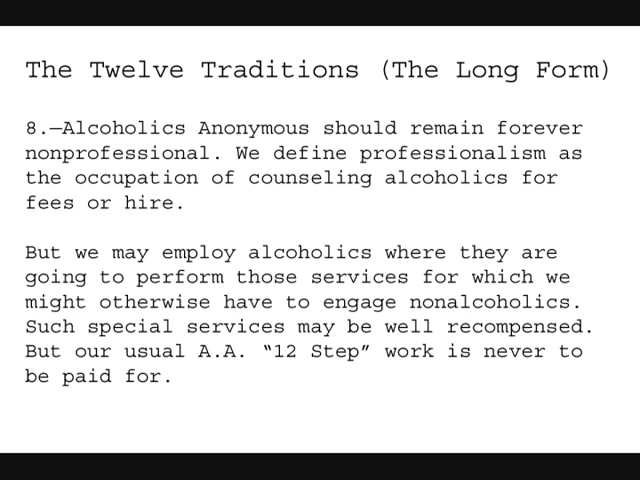 The Twelve Traditions (The Long Form)
8.—Alcoholics Anonymous should remain forever
nonprofessional. We define professionalism as
the occupation of counseling alcoholics for
fees or hire.
But we may employ alcoholics where they are
going to perform those services for which we
might otherwise have to engage nonalcoholics.
Such special services may be well recompensed.
But our usual A.A. “12 Step” work is never to
be paid for.